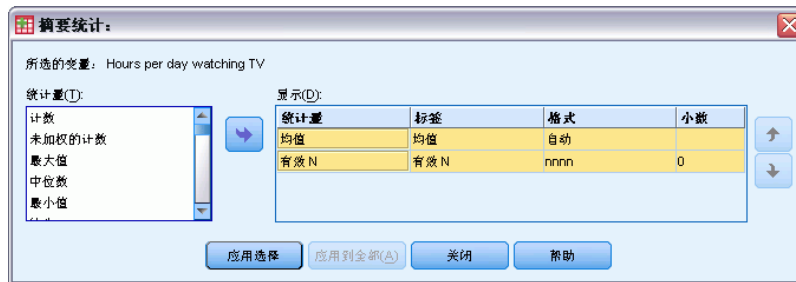 摘要统计:
所选的变量: Hours per day watching TV
统计量(T):
计数
未加权的计数
最大值
中位数
最小值
显示(D):
统计量 标签 格式 小数
均值 均值 自动
有效 N 有效 N nnnn 0
应用选择 应用到全部(A) 关闭 帮助